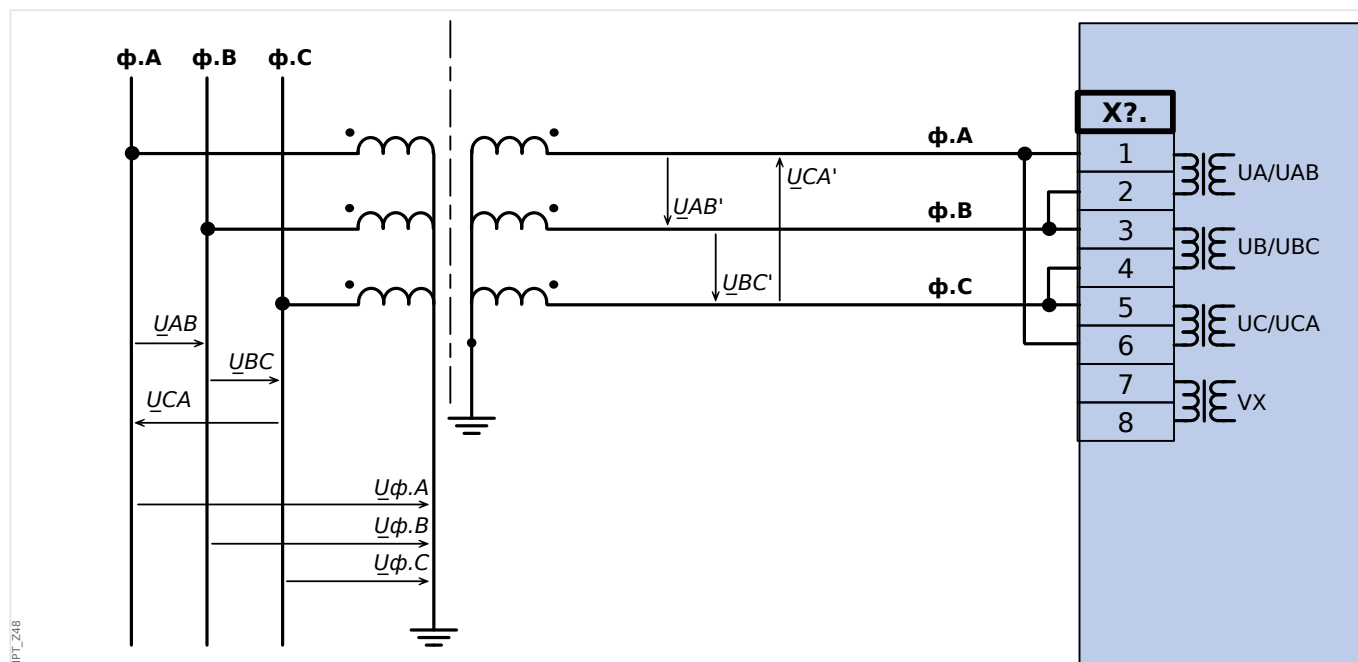 ф.A ф.B ф.C
X?.
ф.A
1
UA/UAB
UCA'
2
UAB'
ф.B
3
UB/UBC
4
UBC'
ф.C
5
UC/UCA
UAB
6
UBC
7
UCA
VX
8
Uф.A
Uф.B
Uф.C
IPT_Z48